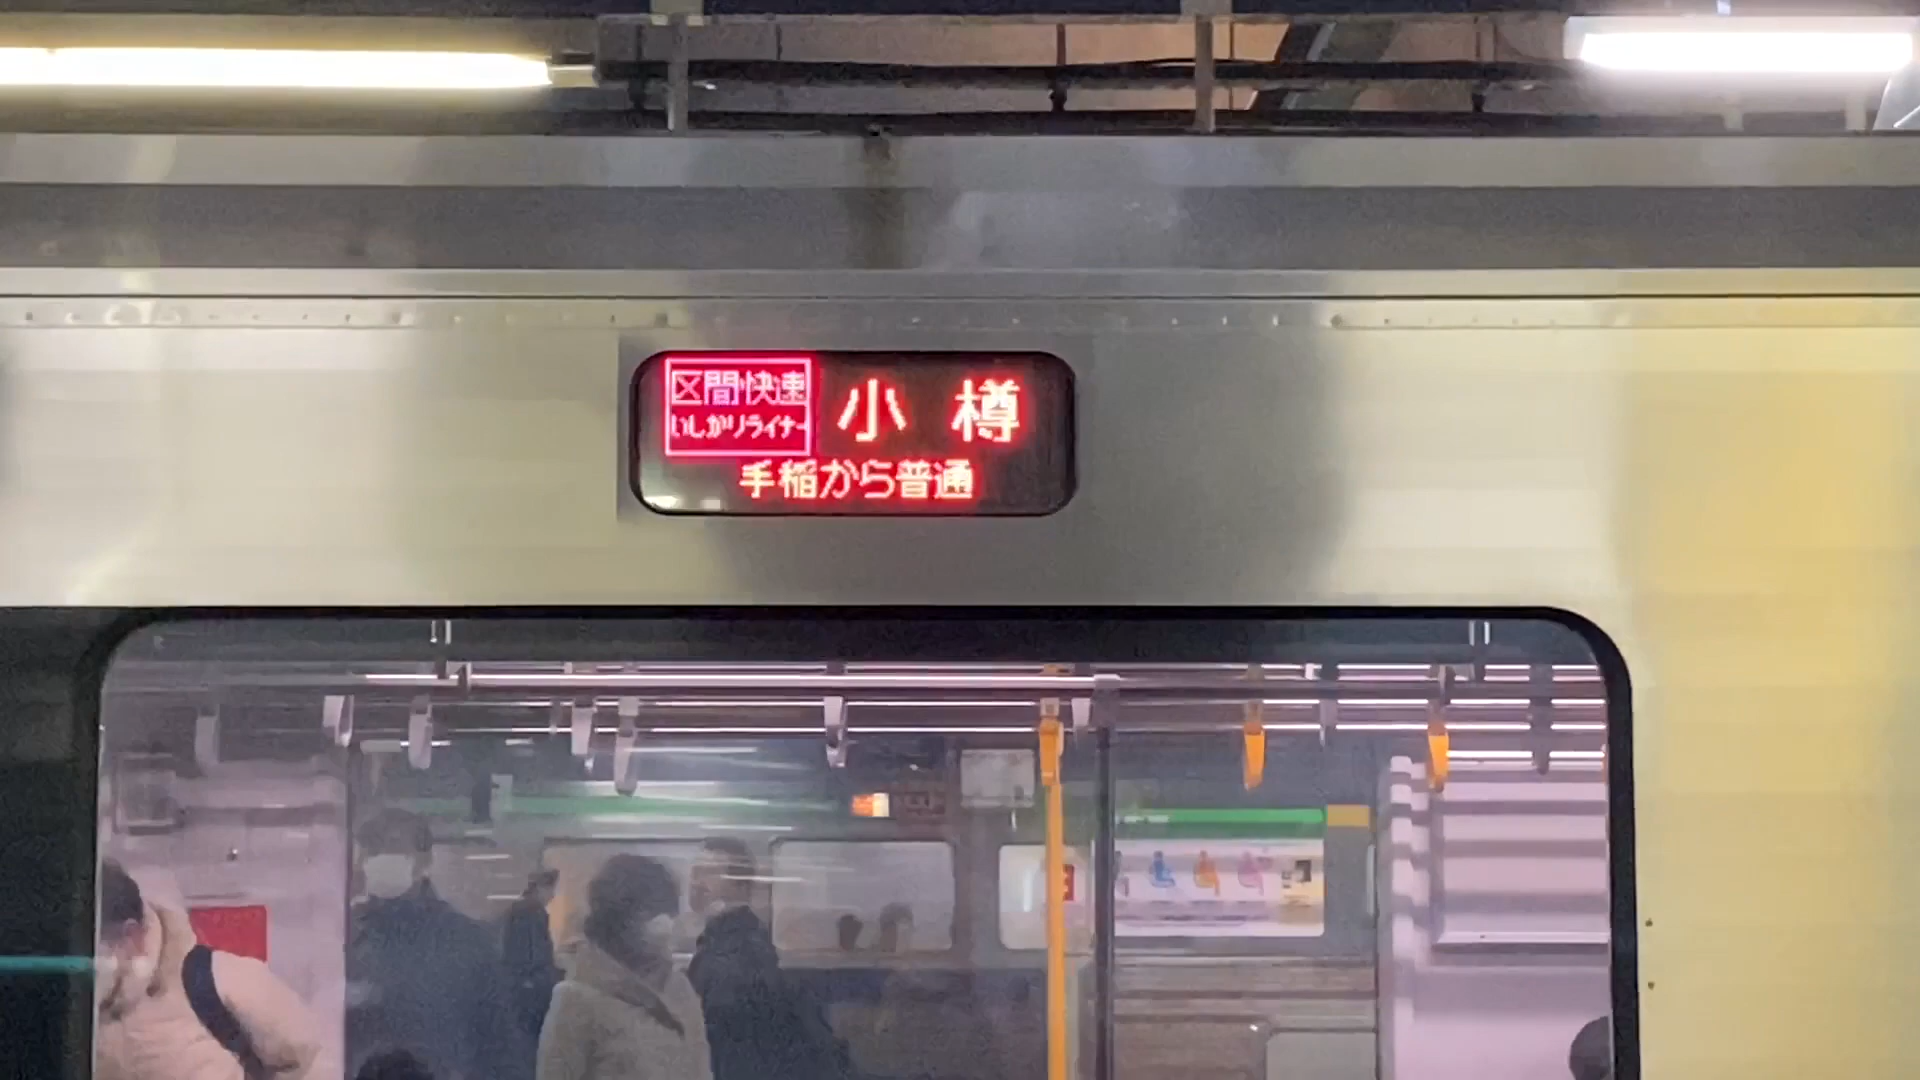 区間快速
いしかりライナー
小樽
手稲から普通